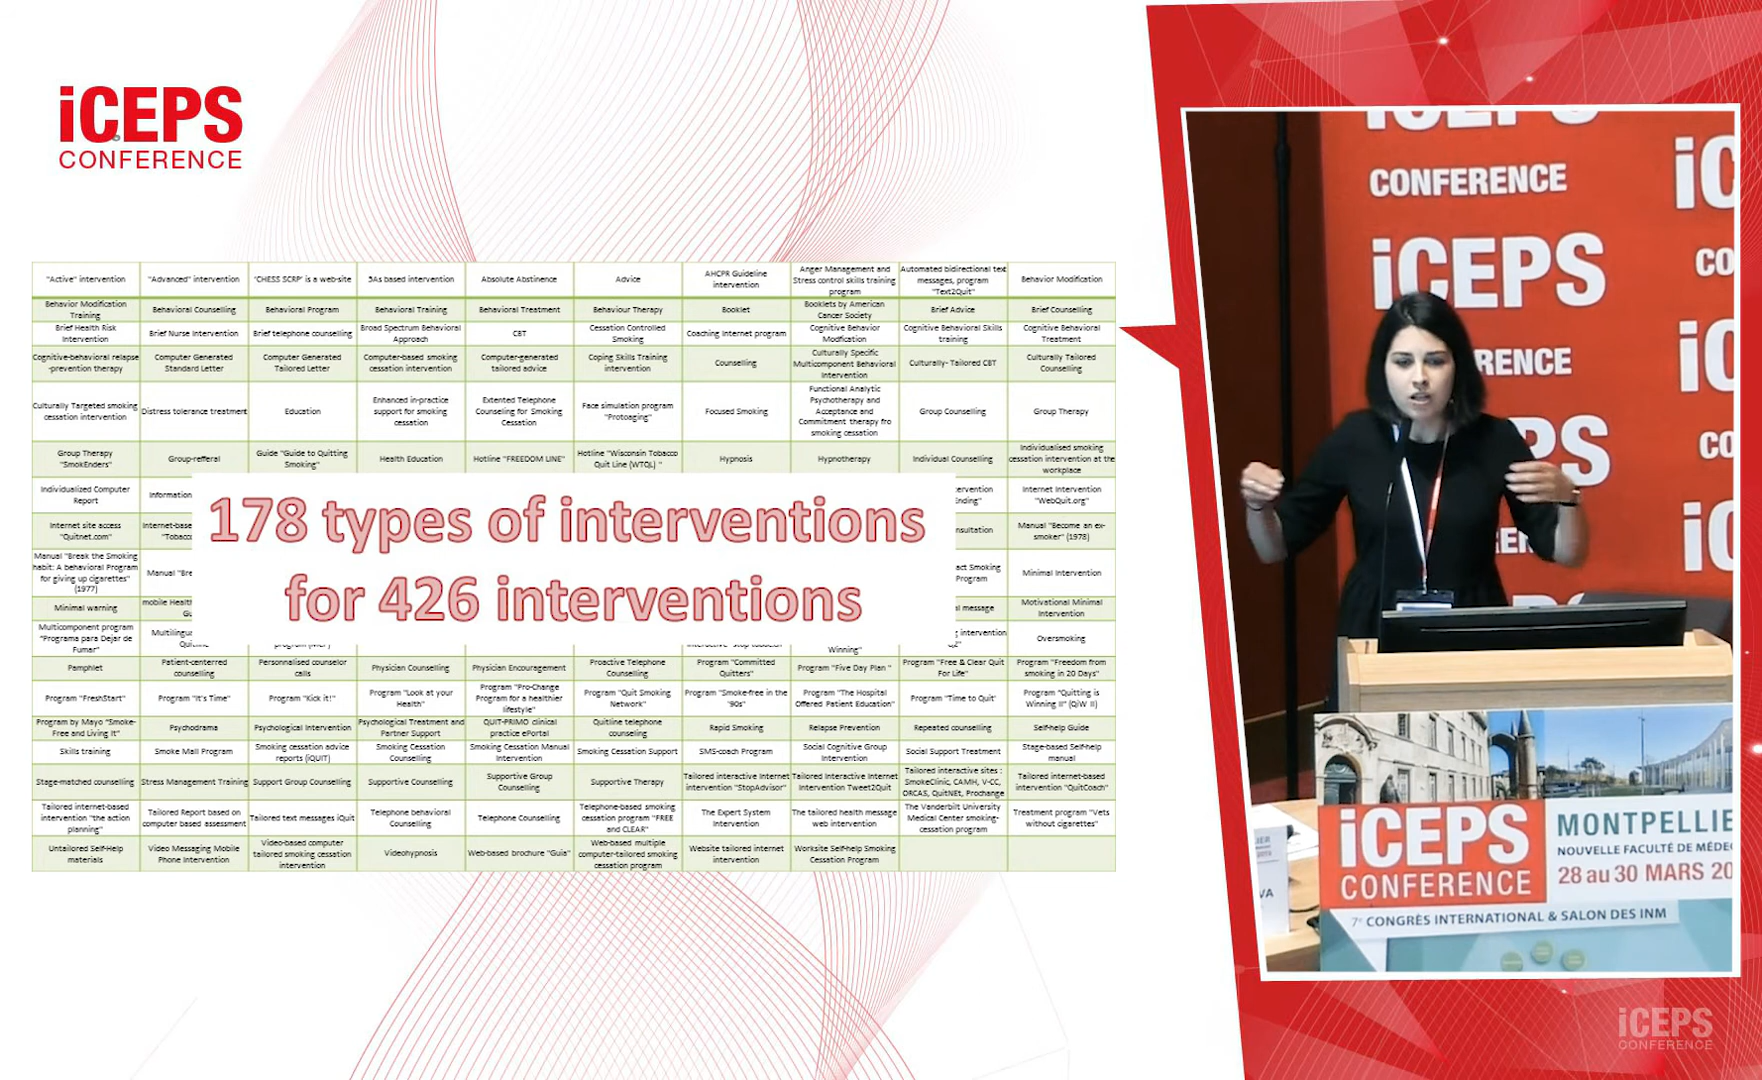 iCEPS
CONFERENCE
"Active" intervention
"Advanced" intervention
"CHESS SCRP' is a web-site
3As based intervention
Absolute Abstinence
Advice
AHCPR Guideline
intervention
Anger Management and
Stress control skills training
program
Automated bidirectional text
messages, program
"Text2Quit"
Behavior Modification
Behavior Modification
Training
Behavioral Counselling
Behavioral Program
Behavioral Training
Behavioral Treatment
Behaviour Therapy
Booklet
Booklets by American
Cancer Society
Brief Advice
Brief Counselling
Brief Health Risk
Intervention
Brief Nurse Intervention
Brief telephone counselling
Broad Spectrum Behavioral
Approach
CBT
Cessation Controlled
Smoking
Coaching Internet program
Cognitive Behavior
Modfication
Cognitive Behavioral Skills
training
Cognitive Behavioral
Treatment
Cognitive-behavioral relapse
-prevention therapy
Computer Generated
Standard Letter
Computer Generated
Tailored Letter
Computer-based smoking
cessation intervention
Computer-generated
tailored advice
Coping Skills Training
intervention
Counselling
Culturally Specific
Multicomponent Behavioral
Intervention
Culturally- Tailored CBT
Culturally Tailored
Counselling
Culturally Targeted smoking
cessation intervention
Distress tolerance treatment
Education
Enhanced in-practice
support for smoking
cessation
Extented Telephone
Counseling for Smoking
Cessation
Face simulation program
"Protoaging"
Focused Smoking
Functional Analytic
Psychotherapy and
Acceptance and
Commitment therapy fro
smoking cessation
Group Counselling
Group Therapy
Group Therapy
"SmokEnders"
Group-refferal
Guide "Guide to Quitting
Smoking"
Health Education
Hotline "FREEDOM LINE"
Hotline "Wisconsin Tobacco
Quit Line (WTQL) "
Hypnosis
Hypnotherapy
Individual Counselling
Individualised smoking
cessation intervention at the
workplace
Individualized Computer
Report
Information
Internet Intervention
"WebQuit.org"
Internet site access
"Quitnet.com"
Internet-base
"Tobacc
nsultation
Manual "Become an ex-
smoker" (1978)
Manual "Break the Smoking
habit: A behavioral Program
for giving up cigarettes"
(1977)
Manual "Bre
act Smoking
Program
Minimal Intervention
Minimal warning
mobile Healt
l message
Motivational Minimal
Intervention
Multicomponent program
"Programa para Dejar de
Fumar"
Multilingu
Winning"
intervention
Oversmoking
178 types of interventions
for 426 interventions
Pamphlet
Patient-centerred
counselling
Personnalised counselor
calls
Physician Counselling
Physician Encouragement
Proactive Telephone
Counselling
Program "Committed
Quitters"
Program "Five Day Plan "
Program "Free & Clear Quit
For Life"
Program "Freedom from
smoking in 20 Days"
Program "FreshStart"
Program "It's Time"
Program "Kick it!"
Program "Look at your
Health"
Program "Pro-Change
Program for a healthier
lifestyle"
Program "Quit Smoking
Network"
Program "Smoke-free in the
'90s"
Program "The Hospital
Offered Patient Education"
Program "Time to Quit'
Program "Quitting is
Winning II" (QiW II)
Program by Mayo "Smoke-
Free and Living It"
Psychodrama
Psychological Intervention
Psychological Treatment and
Partner Support
QUIT-PRIMO clinical
practice ePortal
Quitline telephone
counseling
Rapid Smoking
Relapse Prevention
Repeated counselling
Self-help Guide
Skills training
Smoke Mail Program
Smoking cessation advice
reports (iQUIT)
Smoking Cessation
Counselling
Smoking Cessation Manual
Intervention
Smoking Cessation Support
SMS-coach Program
Social Cognitive Group
Intervention
Social Support Treatment
Stage-based Self-help
manual
Stage-matched counselling
Stress Management Training
Support Group Counselling
Supportive Counselling
Supportive Group
Counselling
Supportive Therapy
Tailored interactive Internet
intervention "StopAdvisor"
Tailored Interactive Internet
Intervention Tweet2Quit
Tailored interactive sites :
SmokeClinic, CAMH, V-CC,
ORCAS, QuitNEt, Prochange
Tailored internet-based
intervention "QuitCoach"
Tailored internet-based
intervention "the action
planning"
Tailored Report based on
computer based assessment
Tailored text messages iQuit
Telephone behavioral
Counselling
Telephone Counselling
Telephone-based smoking
cessation program "FREE
and CLEAR"
The Expert System
Intervention
The tailored health message
web intervention
The Vanderbilt University
Medical Center smoking-
cessation program
Treatment program "Vets
without cigarettes"
Untailored Self-Help
materials
Video Messaging Mobile
Phone Intervention
Video-based computer
tailored smoking cessation
intervention
Videohypnosis
Web-based brochure "Guia"
Web-based multiple
computer-tailored smoking
cessation program
Website tailored internet
intervention
Worksite Self-help Smoking
Cessation Program
CONFERENCE
iC
iCEPS
CO
RENCE
iC
PS
CO
iC
iCEPS
CONFERENCE
MONTPELLIE
NOUVELLE FACULTÉ DE MÉDE
28 au 30 MARS 20
7e CONGRÈS INTERNATIONAL & SALON DES INM
VA
iCEPS
CONFERENCE